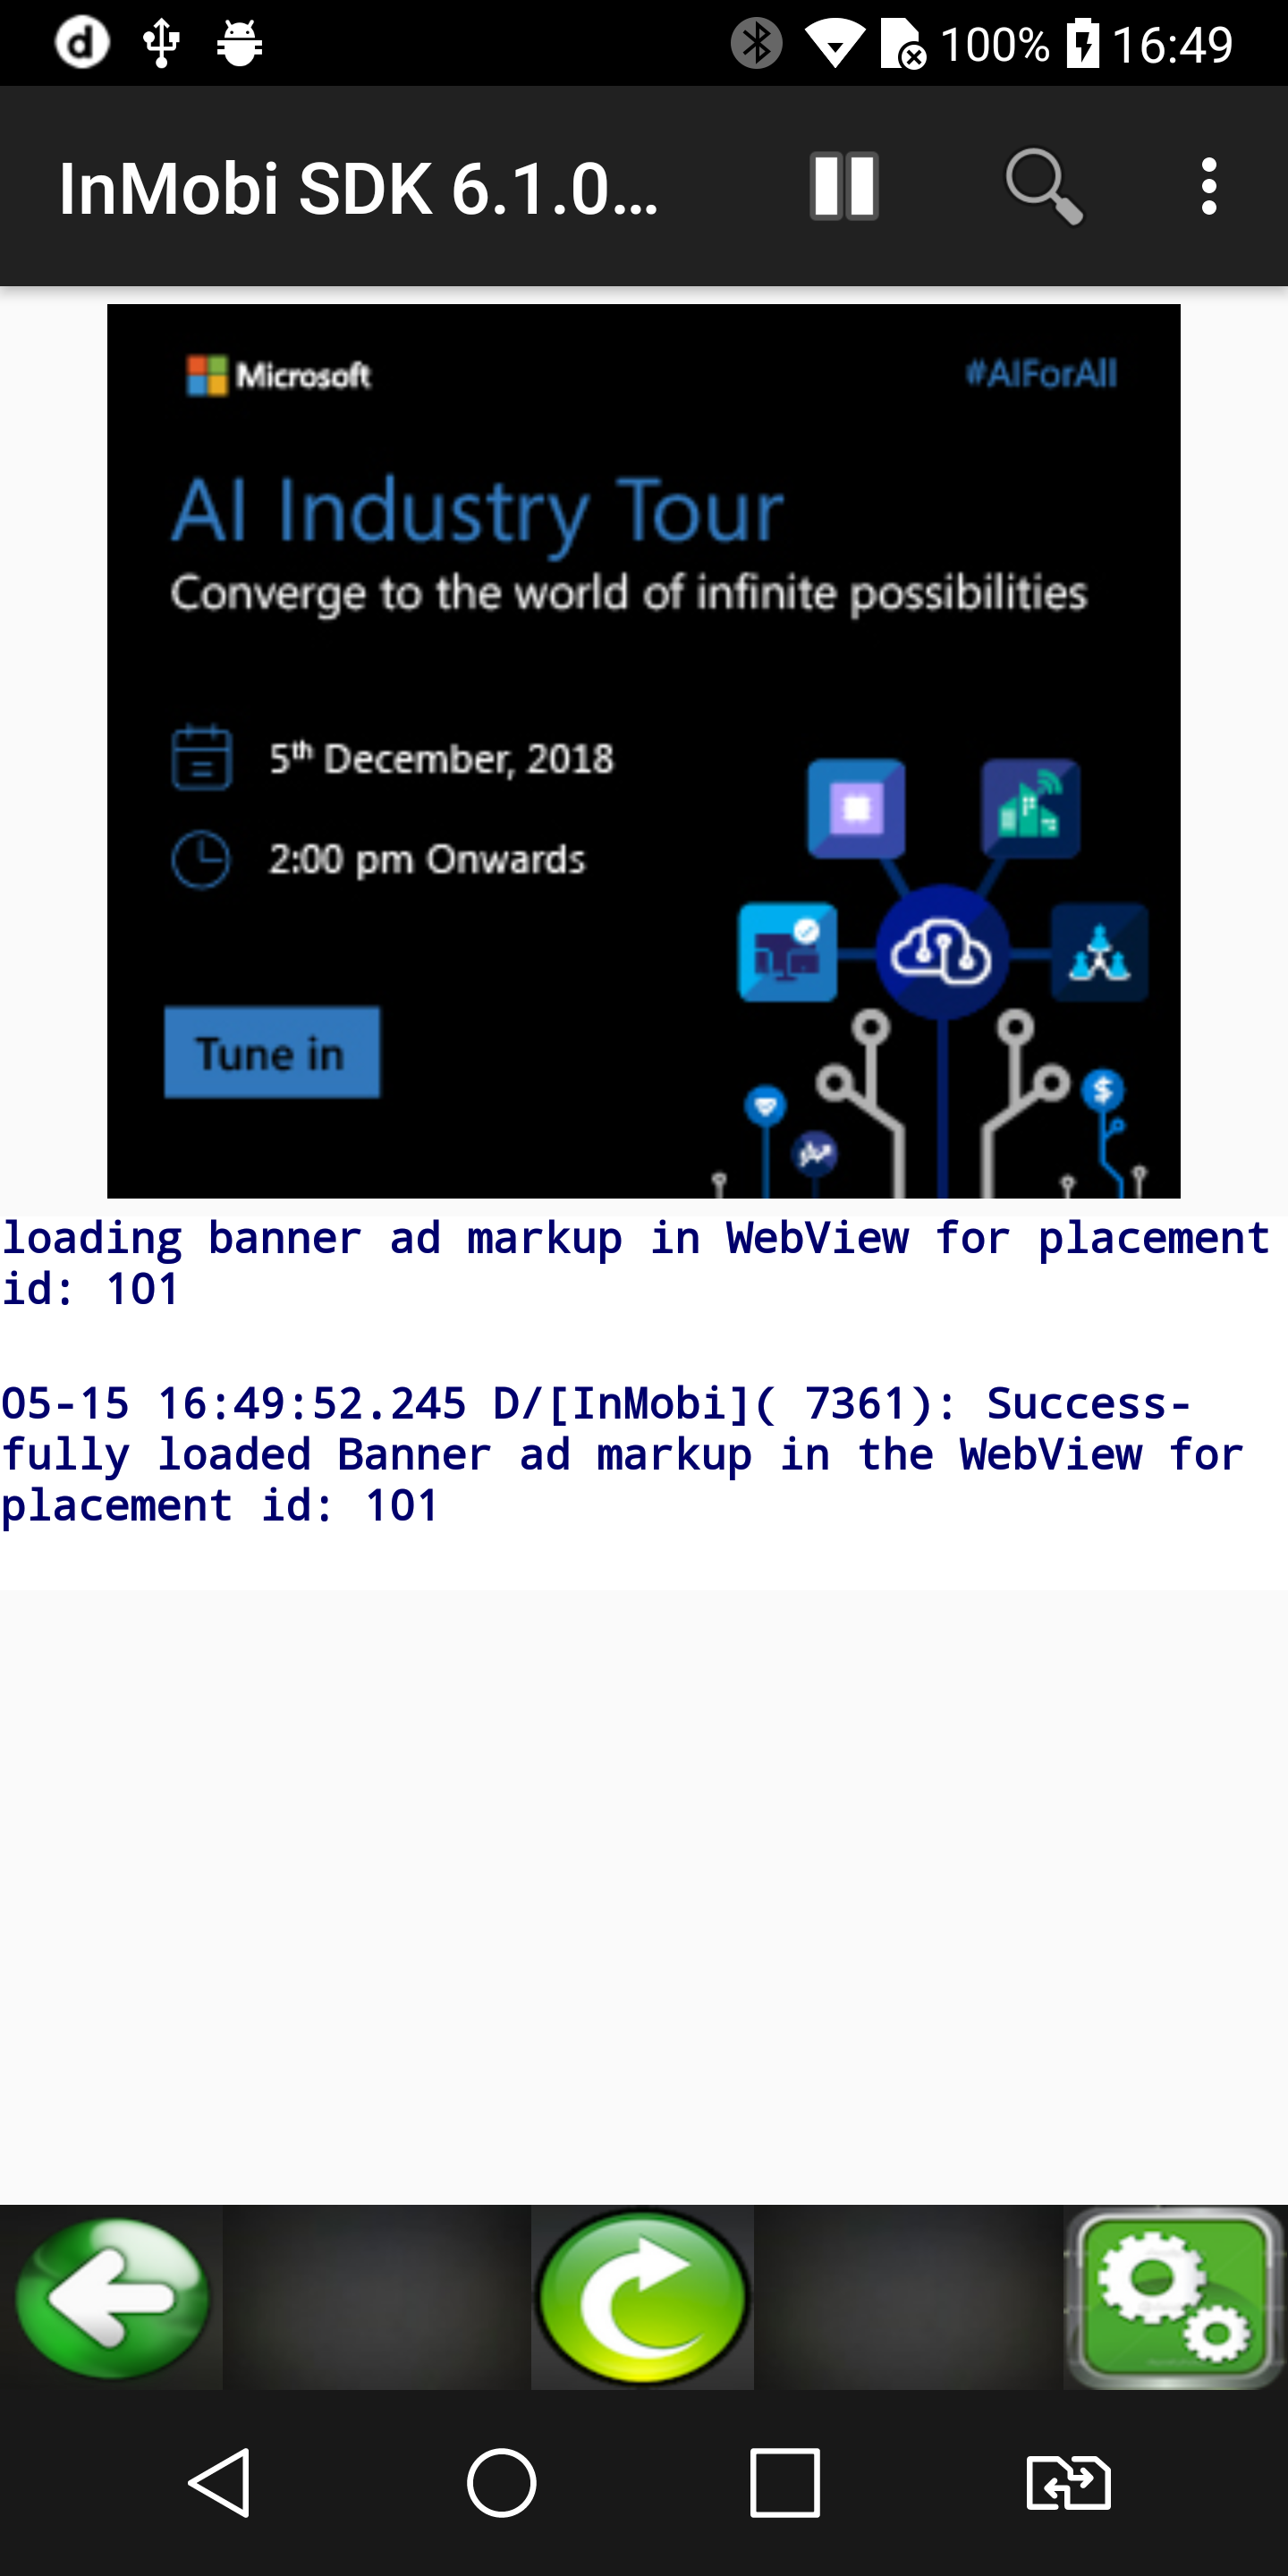 100% 16:49
InMobi SDK 6.1.0...
Microsoft
#AIForAll
AI Industry Tour
Converge to the world of infinite possibilities
5th December, 2018
2:00 pm Onwards
Tune in
loading banner ad markup in WebView for placement
id: 101
05-15 16:49:52.245 D/[InMobi]( 7361): Success-
fully loaded Banner ad markup in the WebView for
placement id: 101